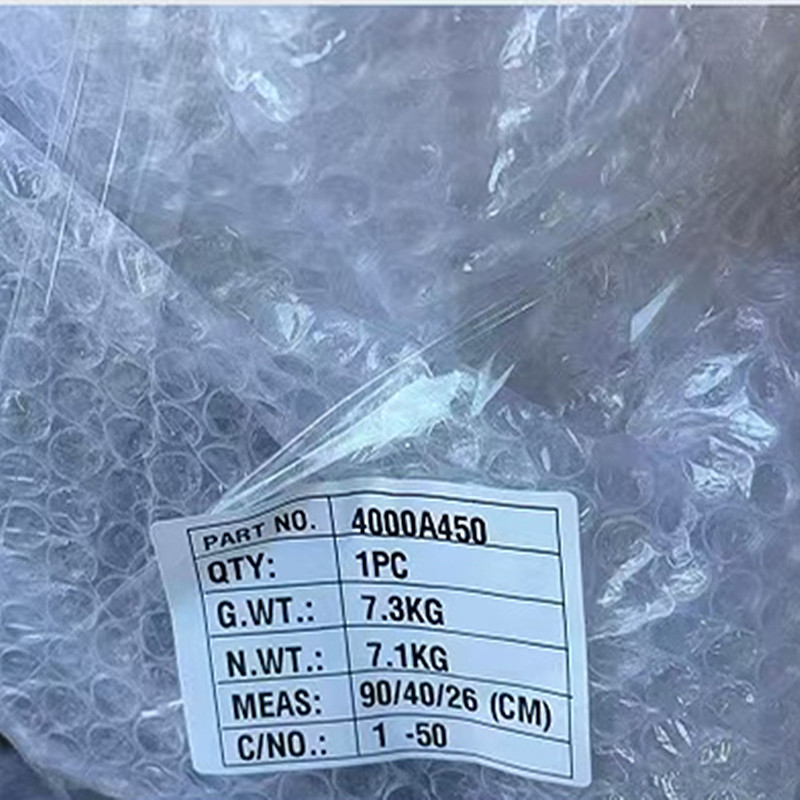 PART NO. 4000A450
QTY: 1PC
G.WT.: 7.3KG
N.WT.: 7.1KG
MEAS: 90/40/26 (CM)
C/NO.: 1 -50